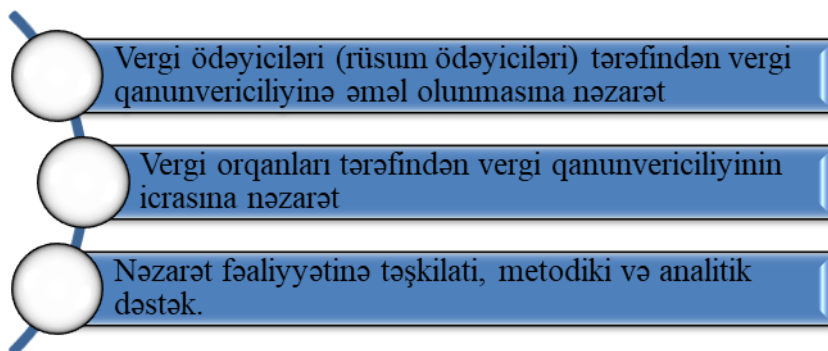 Vergi ödəyiciləri (rüsum ödəyiciləri) tərəfindən vergi
qanunvericiliyinə əməl olunmasına nəzarət
Vergi orqanları tərəfindən vergi qanunvericiliyinin
icrasına nəzarət
Nəzarət fəaliyyətinə təşkilati, metodiki və analitik
dəstək.